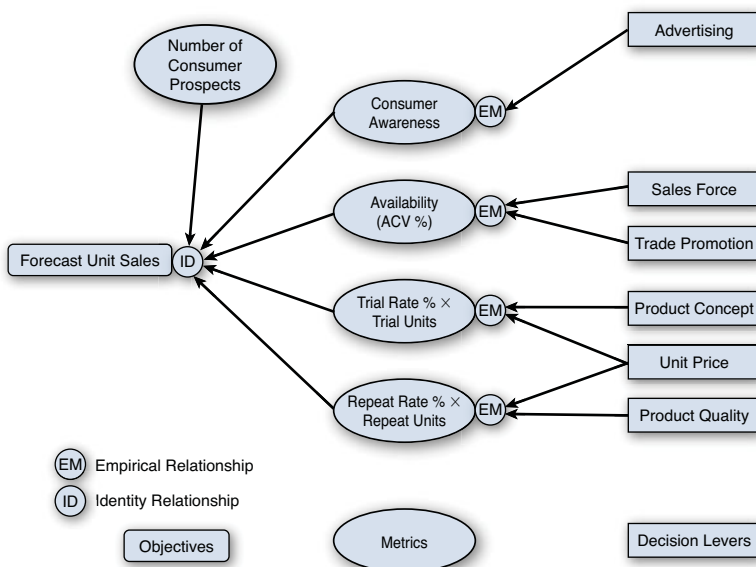 Number of
Consumer
Prospects
Advertising
Consumer
Awareness
EM
Availability
(ACV %)
EM
Sales Force
Trade Promotion
Forecast Unit Sales
ID
Trial Rate % ×
Trial Units
EM
Product Concept
Unit Price
Repeat Rate % ×
Repeat Units
EM
Product Quality
EM Empirical Relationship
ID Identity Relationship
Objectives
Metrics
Decision Levers